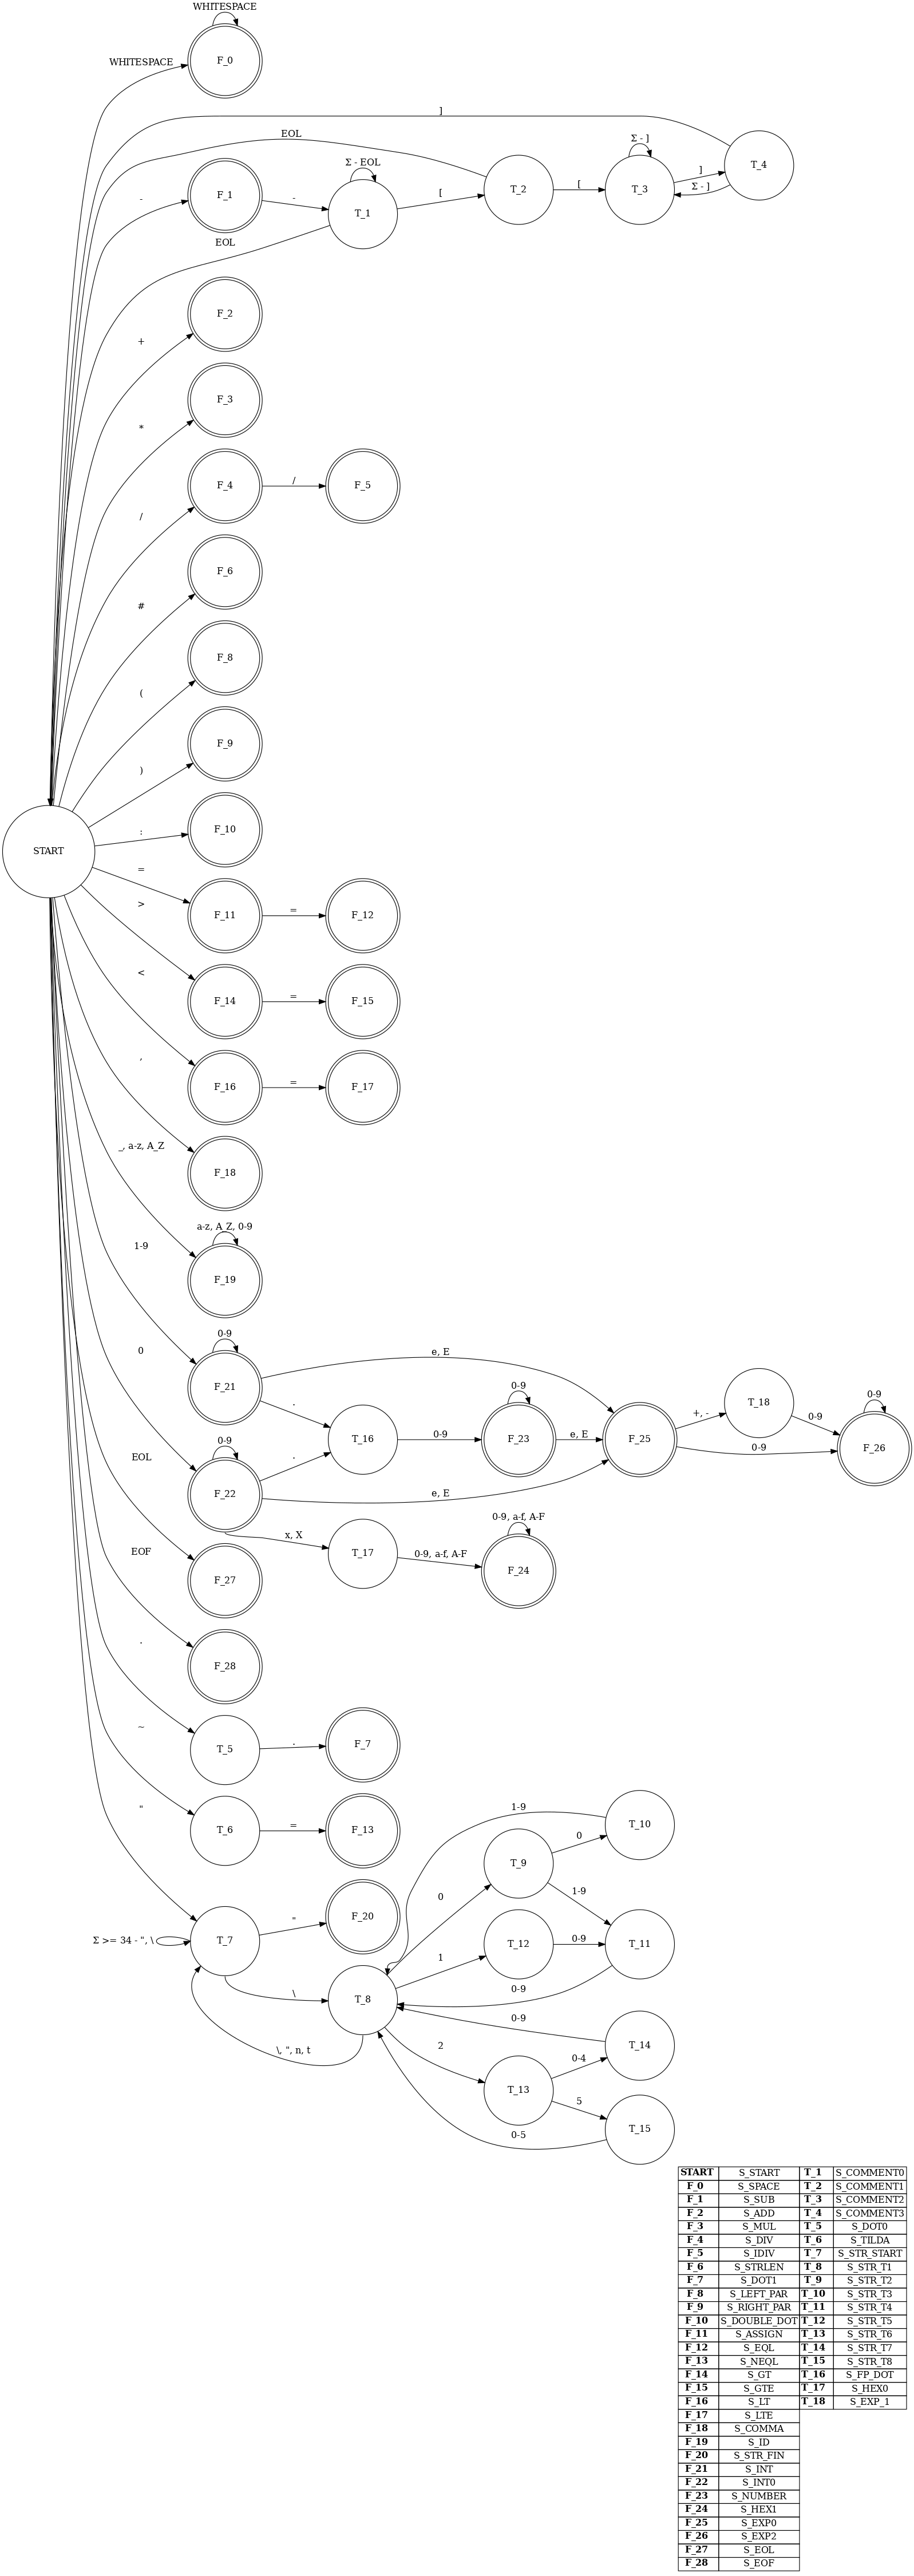 WHITESPACE
WHITESPACE
F_0
]
EOL
Σ - EOL
Σ - ]
T_4
-
F_1
-
T_1
[
T_2
[
T_3
]
Σ - ]
EOL
F_2
+
F_3
*
F_4
/
F_5
/
F_6
#
F_8
(
F_9
)
F_10
:
START
=
F_11
=
F_12
>
F_14
=
F_15
<
F_16
=
F_17
,
F_18
_, a-z, A_Z
a-z, A_Z, 0-9
F_19
1-9
0-9
F_21
e, E
.
T_16
0-9
0-9
F_23
e, E
F_25
+, -
T_18
0-9
0-9
0-9
F_26
0
0-9
F_22
.
e, E
x, X
T_17
0-9, a-f, A-F
0-9, a-f, A-F
F_24
EOL
F_27
EOF
F_28
.
T_5
.
F_7
~
T_6
=
F_13
"
Σ >= 34 - ", \
T_7
"
F_20
\
T_8
\, ", n, t
1-9
T_10
0
T_9
0
1-9
1
T_12
0-9
T_11
0-9
0-9
T_14
2
T_13
0-4
5
T_15
0-5
START S_START T_1 S_COMMENT0
F_0 S_SPACE T_2 S_COMMENT1
F_1 S_SUB T_3 S_COMMENT2
F_2 S_ADD T_4 S_COMMENT3
F_3 S_MUL T_5 S_DOT0
F_4 S_DIV T_6 S_TILDA
F_5 S_IDIV T_7 S_STR_START
F_6 S_STRLEN T_8 S_STR_T1
F_7 S_DOT1 T_9 S_STR_T2
F_8 S_LEFT_PAR T_10 S_STR_T3
F_9 S_RIGHT_PAR T_11 S_STR_T4
F_10 S_DOUBLE_DOT T_12 S_STR_T5
F_11 S_ASSIGN T_13 S_STR_T6
F_12 S_EQL T_14 S_STR_T7
F_13 S_NEQL T_15 S_STR_T8
F_14 S_GT T_16 S_FP_DOT
F_15 S_GTE T_17 S_HEX0
F_16 S_LT T_18 S_EXP_1
F_17 S_LTE
F_18 S_COMMA
F_19 S_ID
F_20 S_STR_FIN
F_21 S_INT
F_22 S_INT0
F_23 S_NUMBER
F_24 S_HEX1
F_25 S_EXP0
F_26 S_EXP2
F_27 S_EOL
F_28 S_EOF